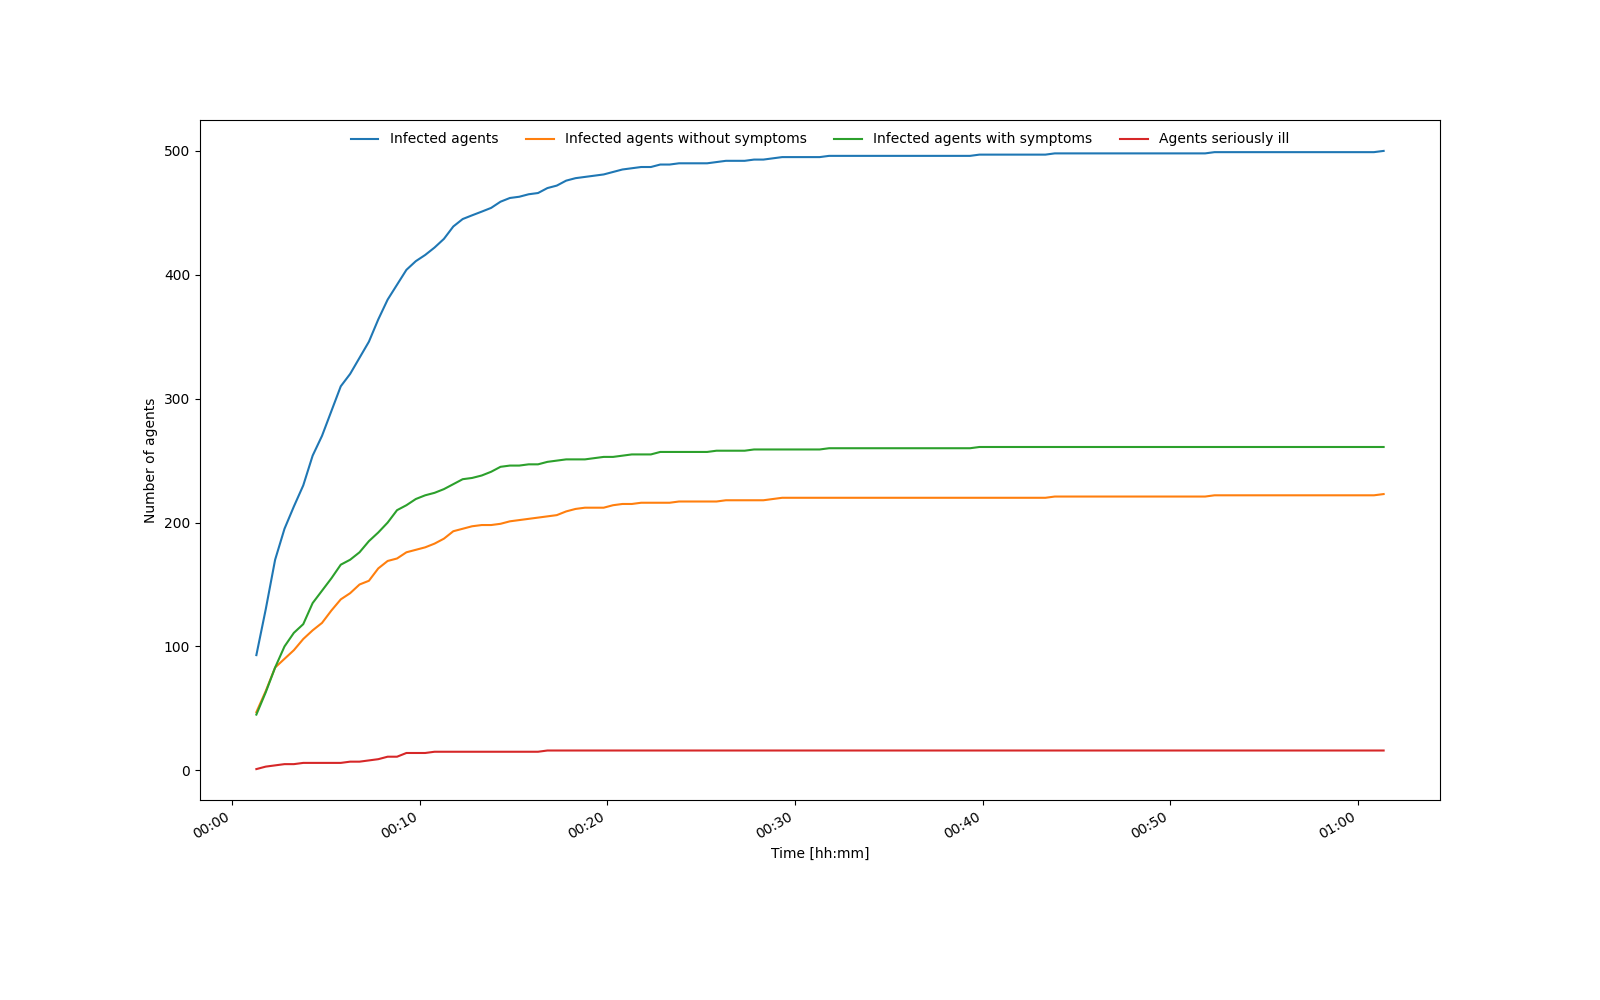 Infected agents Infected agents without symptoms Infected agents with symptoms Agents seriously ill
500
400
300
200
100
0
Number of agents
00:00 00:10 00:20 00:30 00:40 00:50 01:00
Time [hh:mm]